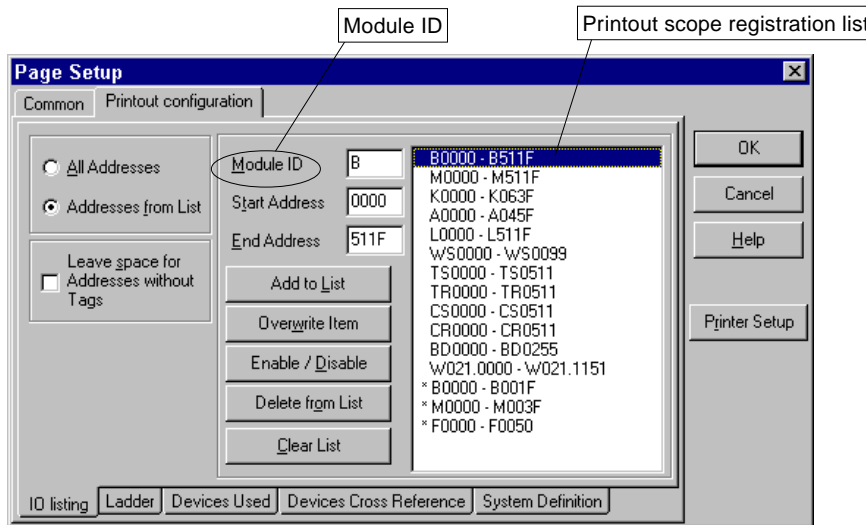 Module ID
Printout scope registration list
Page Setup
Common
Printout configuration
All Addresses
Addresses from List
Leave space for
Addresses without
Tags
Module ID
B
Start Address
0000
End Address
511F
Add to List
Overwrite Item
Enable / Disable
Delete from List
Clear List
B0000 - B511F
M0000 - M511F
K0000 - K063F
A0000 - A045F
L0000 - L511F
WS0000 - WS0099
TS0000 - TS0511
TR0000 - TR0511
CS0000 - CS0511
CR0000 - CR0511
BD0000 - BD0255
W021.0000 - W021.1151
* B0000 - B001F
* M0000 - M003F
* F0000 - F0050
OK
Cancel
Help
Printer Setup
IO listing
Ladder
Devices Used
Devices Cross Reference
System Definition